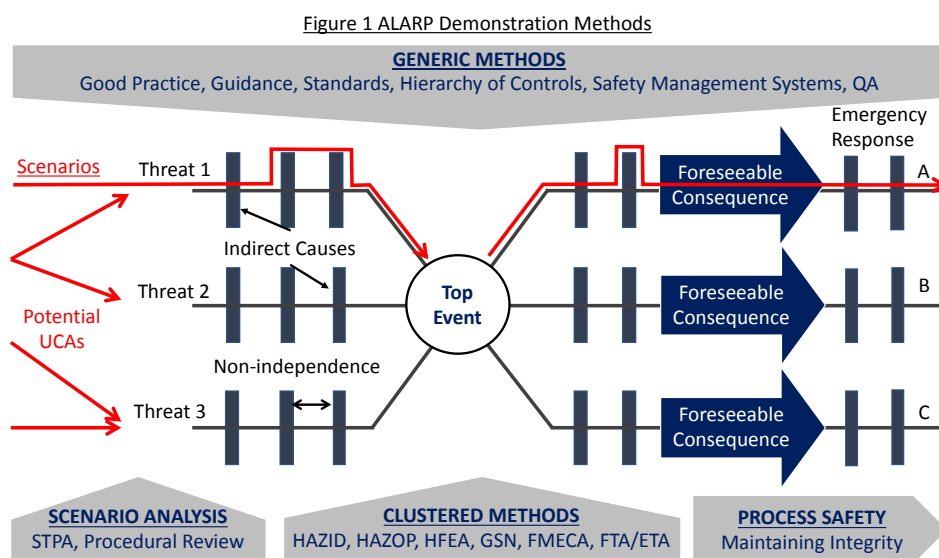 Figure 1 ALARP Demonstration Methods
GENERIC METHODS
Good Practice, Guidance, Standards, Hierarchy of Controls, Safety Management Systems, QA
Emergency
Response
Scenarios
Threat 1
Foreseeable
Consequence
A
Indirect Causes
Threat 2
Top
Event
Foreseeable
Consequence
B
Potential
UCAs
Non-independence
Threat 3
Foreseeable
Consequence
C
SCENARIO ANALYSIS
STPA, Procedural Review
CLUSTERED METHODS
HAZID, HAZOP, HFEA, GSN, FMECA, FTA/ETA
PROCESS SAFETY
Maintaining Integrity